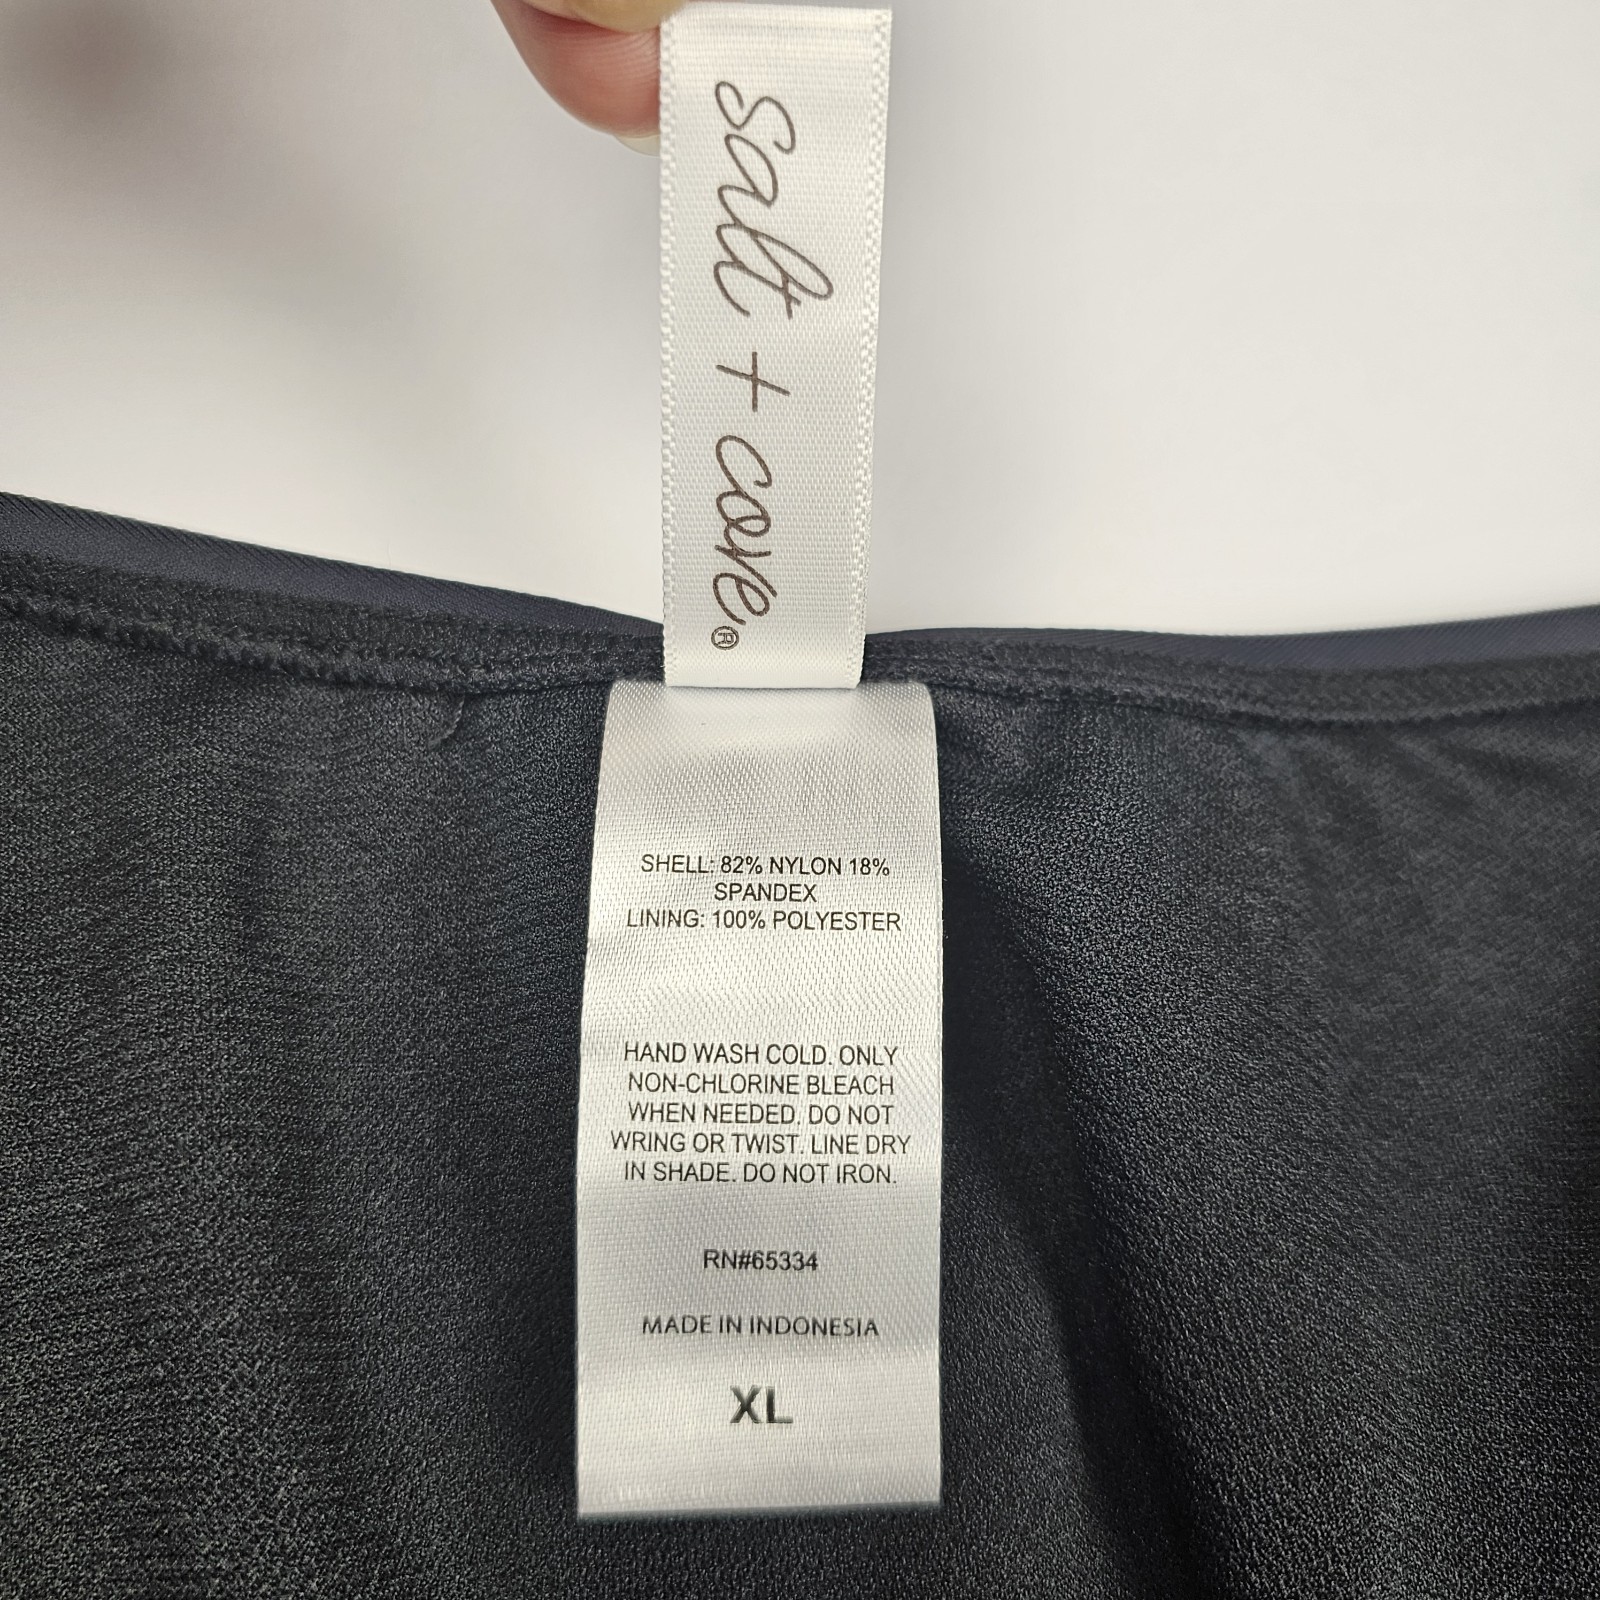 salt + cove®
SHELL: 82% NYLON 18%
SPANDEX
LINING: 100% POLYESTER
HAND WASH COLD. ONLY
NON-CHLORINE BLEACH
WHEN NEEDED. DO NOT
WRING OR TWIST. LINE DRY
IN SHADE. DO NOT IRON.
RN#65334
MADE IN INDONESIA
XL